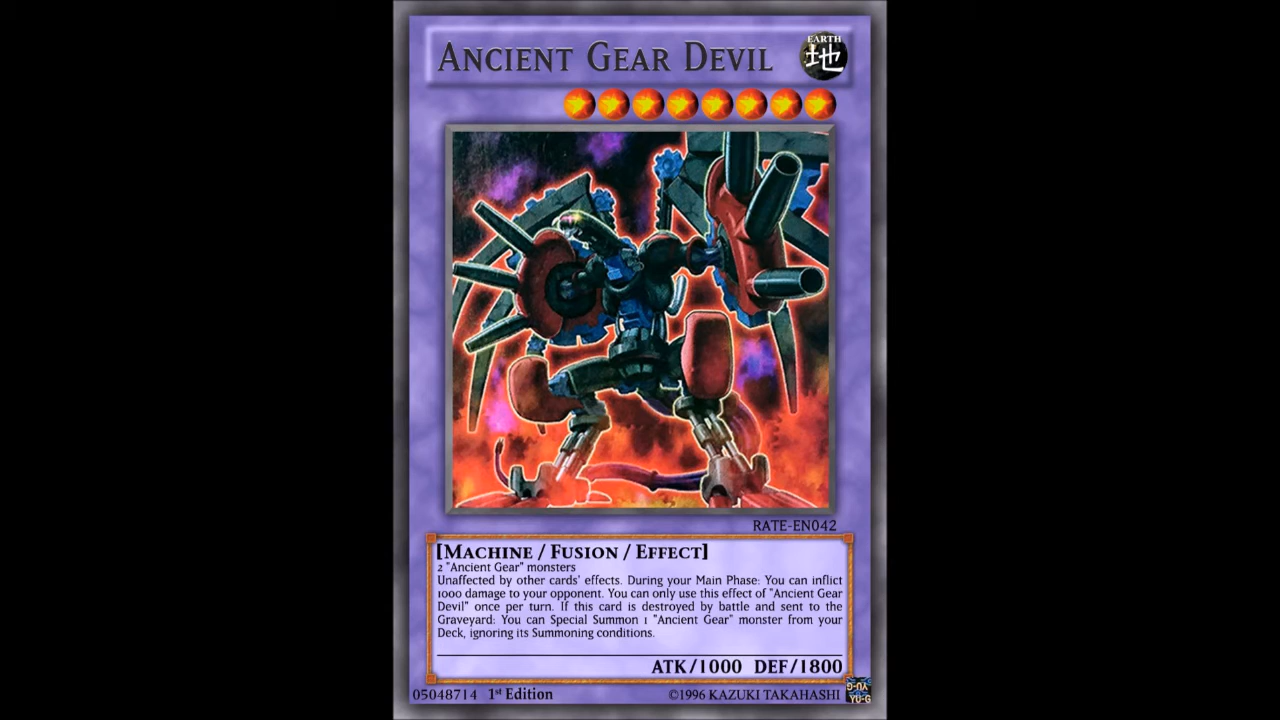 ANCIENT GEAR DEVIL
EARTH
地
RATE-EN042
[MACHINE / FUSION / EFFECT]
2 "Ancient Gear" monsters
Unaffected by other cards' effects. During your Main Phase: You can inflict
1000 damage to your opponent. You can only use this effect of "Ancient Gear
Devil" once per turn. If this card is destroyed by battle and sent to the
Graveyard: You can Special Summon 1 "Ancient Gear" monster from your
Deck, ignoring its Summoning conditions.
ATK/1000 DEF/1800
05048714 1st Edition ©1996 KAZUKI TAKAHASHI
YU-G
YU-G